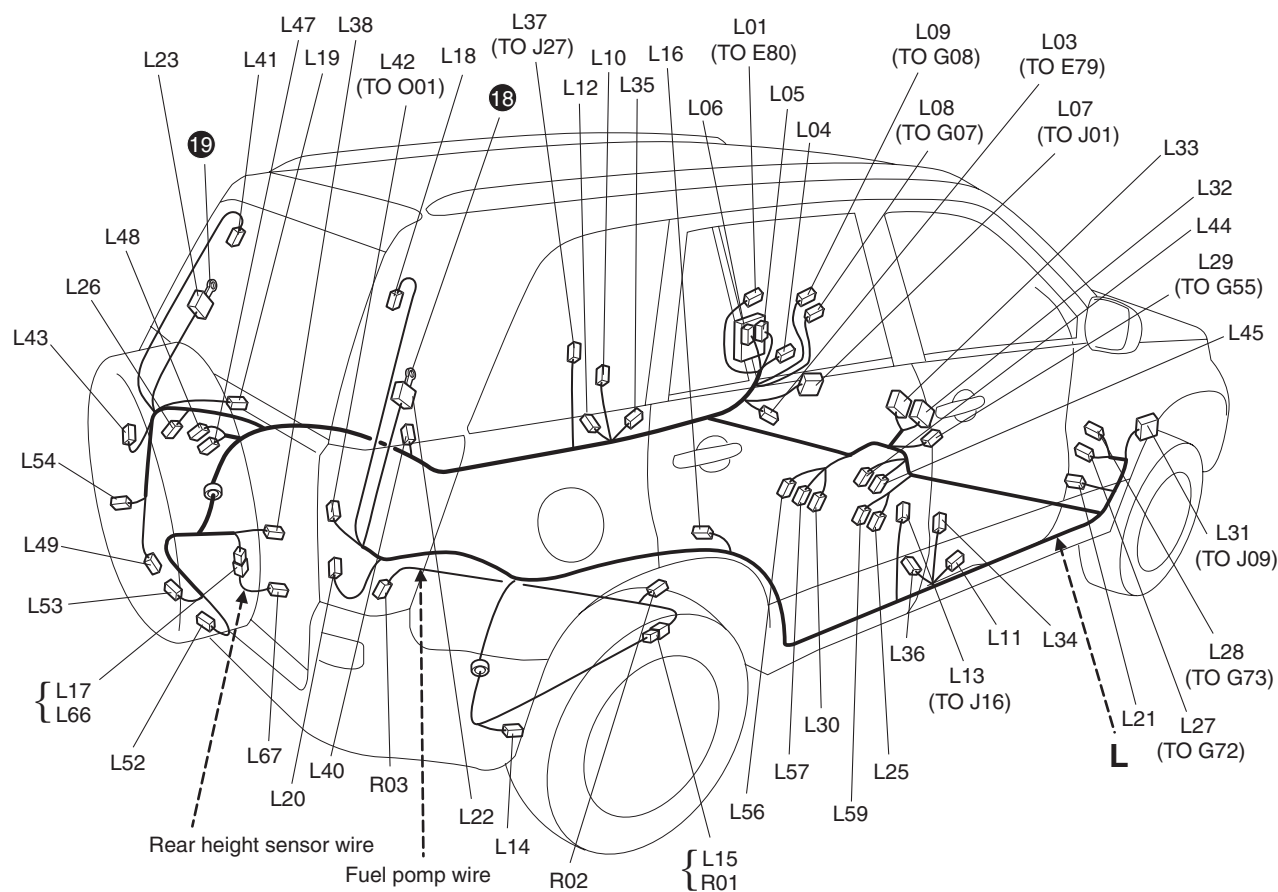 L47
L38
L37
(TO J27)
L01
(TO E80)
L09
(TO G08)
L03
(TO E79)
L23
L41
L19
L42
(TO O01)
L18
L10
L16
L12
L35
L06
L05
L04
L08
(TO G07)
L07
(TO J01)
18
19
L33
L32
L44
L29
(TO G55)
L45
L48
L26
L43
L54
L49
L53
L31
(TO J09)
L17
L66
L52
L67
L20
L40
R03
L22
L14
R02
L15
R01
L56
L57
L30
L59
L25
L36
L13
(TO J16)
L11
L34
L21
L28
(TO G73)
L27
(TO G72)
L
Rear height sensor wire
Fuel pomp wire